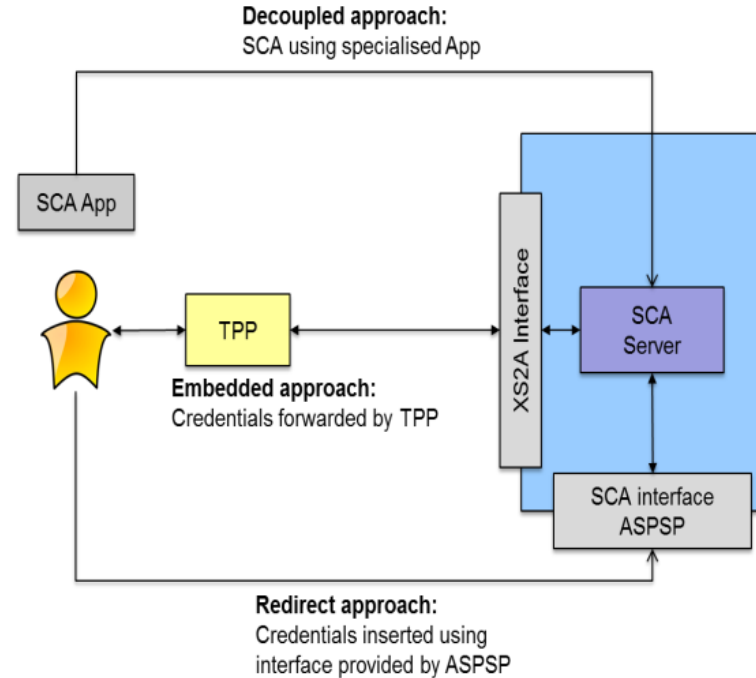 Decoupled approach:
SCA using specialised App
SCA App
TPP
XS2A Interface
SCA
Server
Embedded approach:
Credentials forwarded by TPP
SCA interface
ASPSP
Redirect approach:
Credentials inserted using
interface provided by ASPSP